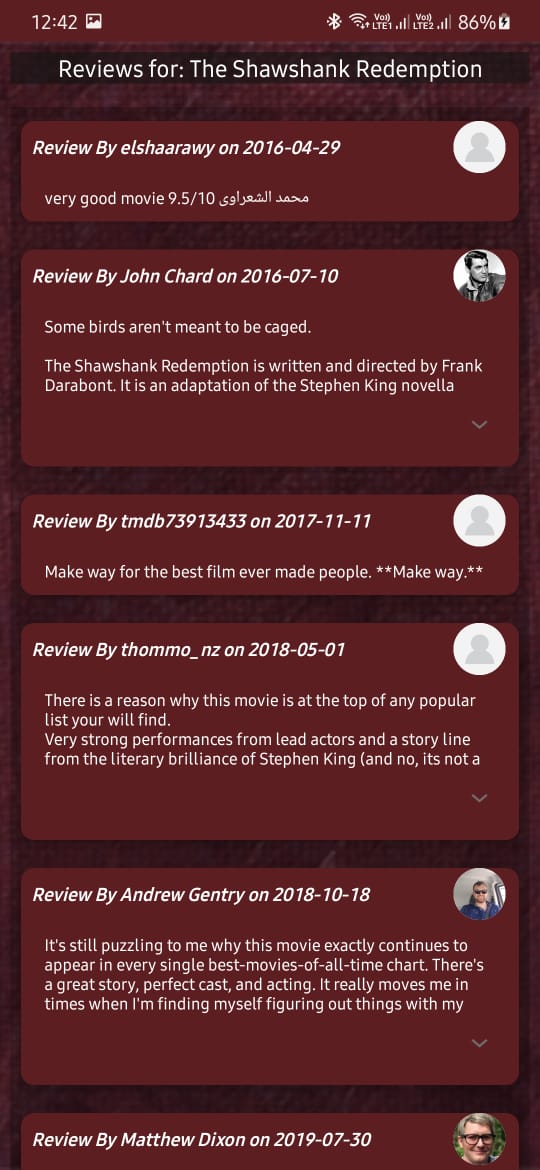 12:42 Vo)) LTE1 Vo)) LTE2 86%
Reviews for: The Shawshank Redemption
Review By elshaarawy on 2016-04-29
very good movie 9.5/10 محمد الشعراوى
Review By John Chard on 2016-07-10
Some birds aren't meant to be caged.
The Shawshank Redemption is written and directed by Frank
Darabont. It is an adaptation of the Stephen King novella
Review By tmdb73913433 on 2017-11-11
Make way for the best film ever made people. **Make way.**
Review By thommo_nz on 2018-05-01
There is a reason why this movie is at the top of any popular
list your will find.
Very strong performances from lead actors and a story line
from the literary brilliance of Stephen King (and no, its not a
Review By Andrew Gentry on 2018-10-18
It's still puzzling to me why this movie exactly continues to
appear in every single best-movies-of-all-time chart. There's
a great story, perfect cast, and acting. It really moves me in
times when I'm finding myself figuring out things with my
Review By Matthew Dixon on 2019-07-30